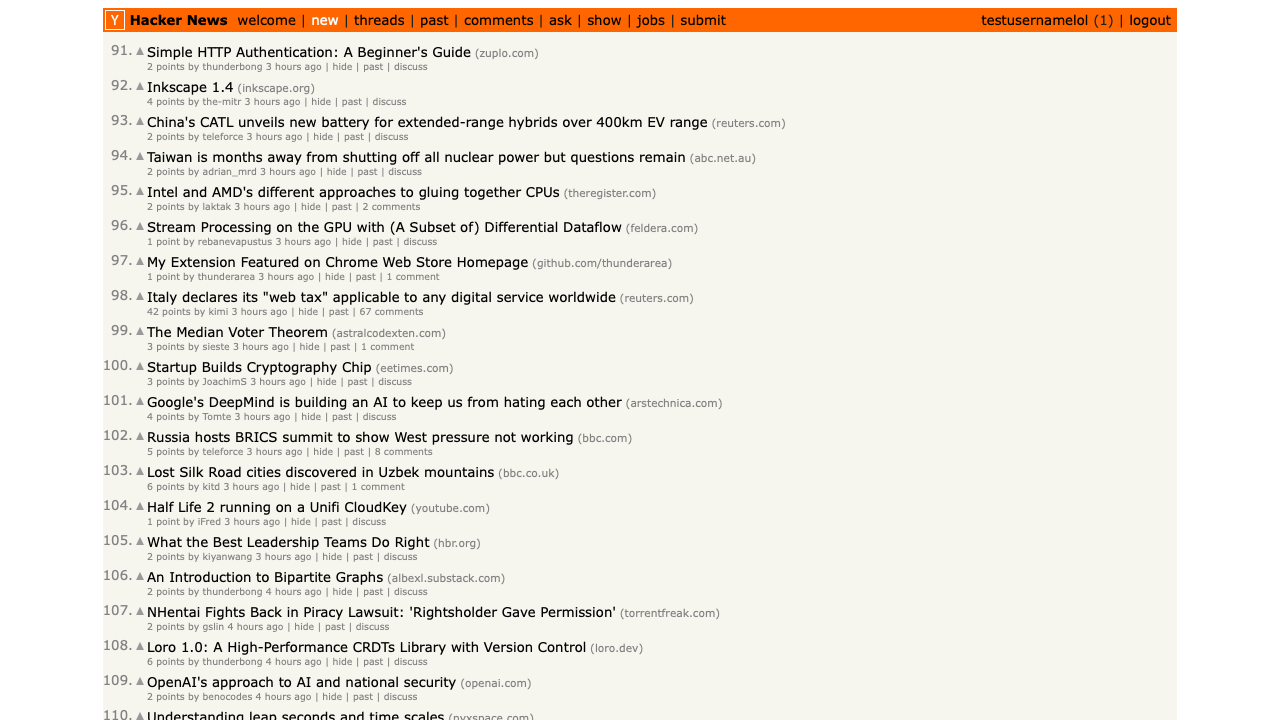 Y Hacker News welcome | new | threads | past | comments | ask | show | jobs | submit testusernamelol (1) | logout
91. Simple HTTP Authentication: A Beginner's Guide (zuplo.com)
2 points by thunderbong 3 hours ago | hide | past | discuss
92. Inkscape 1.4 (inkscape.org)
4 points by the-mitr 3 hours ago | hide | past | discuss
93. China's CATL unveils new battery for extended-range hybrids over 400km EV range (reuters.com)
2 points by teleforce 3 hours ago | hide | past | discuss
94. Taiwan is months away from shutting off all nuclear power but questions remain (abc.net.au)
2 points by adrian_mrd 3 hours ago | hide | past | discuss
95. Intel and AMD's different approaches to gluing together CPUs (theregister.com)
2 points by laktak 3 hours ago | hide | past | 2 comments
96. Stream Processing on the GPU with (A Subset of) Differential Dataflow (feldera.com)
1 point by rebanevapustus 3 hours ago | hide | past | discuss
97. My Extension Featured on Chrome Web Store Homepage (github.com/thunderarea)
1 point by thunderarea 3 hours ago | hide | past | 1 comment
98. Italy declares its "web tax" applicable to any digital service worldwide (reuters.com)
42 points by kimi 3 hours ago | hide | past | 67 comments
99. The Median Voter Theorem (astralcodexten.com)
3 points by sieste 3 hours ago | hide | past | 1 comment
100. Startup Builds Cryptography Chip (eetimes.com)
3 points by JoachimS 3 hours ago | hide | past | discuss
101. Google's DeepMind is building an AI to keep us from hating each other (arstechnica.com)
4 points by Tomte 3 hours ago | hide | past | discuss
102. Russia hosts BRICS summit to show West pressure not working (bbc.com)
5 points by teleforce 3 hours ago | hide | past | 8 comments
103. Lost Silk Road cities discovered in Uzbek mountains (bbc.co.uk)
6 points by kitd 3 hours ago | hide | past | 1 comment
104. Half Life 2 running on a Unifi CloudKey (youtube.com)
1 point by iFred 3 hours ago | hide | past | discuss
105. What the Best Leadership Teams Do Right (hbr.org)
2 points by kiyanwang 3 hours ago | hide | past | discuss
106. An Introduction to Bipartite Graphs (albexl.substack.com)
2 points by thunderbong 4 hours ago | hide | past | discuss
107. NHentai Fights Back in Piracy Lawsuit: 'Rightsholder Gave Permission' (torrentfreak.com)
2 points by gslin 4 hours ago | hide | past | discuss
108. Loro 1.0: A High-Performance CRDTs Library with Version Control (loro.dev)
6 points by thunderbong 4 hours ago | hide | past | discuss
109. OpenAI's approach to AI and national security (openai.com)
2 points by benocodes 4 hours ago | hide | past | discuss
110. Understanding leap seconds and time scales (nyxspace.com)